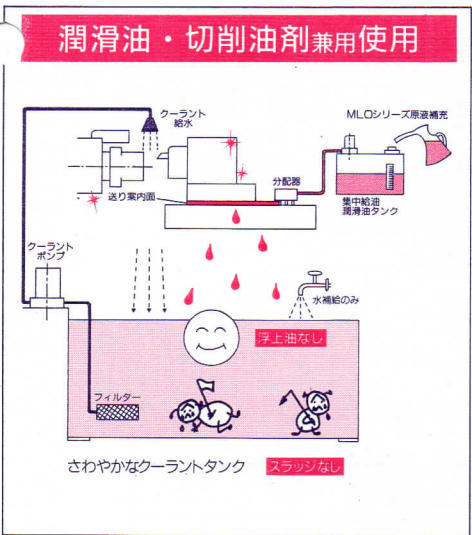 潤滑油・切削油剤兼用使用
クーラント
給水
MLOシリーズ原液補充
分配器
送り案内面
集中給油
潤滑油タンク
クーラント
ポンプ
水補給のみ
浮上油なし
フィルター
さわやかなクーラントタンク
スラッジなし